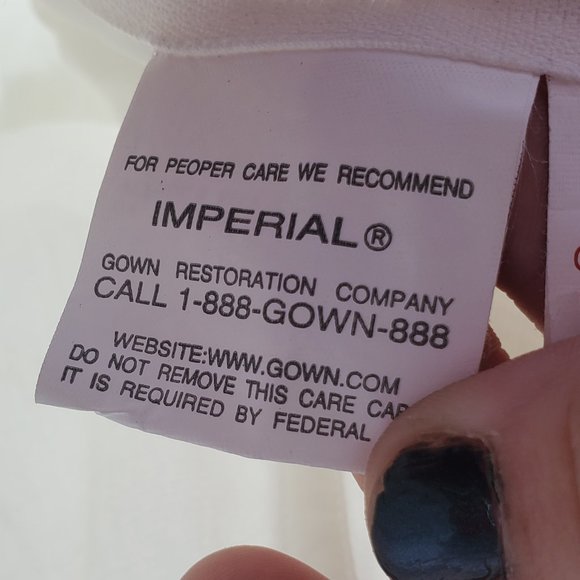 FOR PEOPER CARE WE RECOMMEND
IMPERIAL®
GOWN RESTORATION COMPANY
CALL 1-888-GOWN-888
WEBSITE:WWW.GOWN.COM
DO NOT REMOVE THIS CARE
IT IS REQUIRED BY FEDERAL